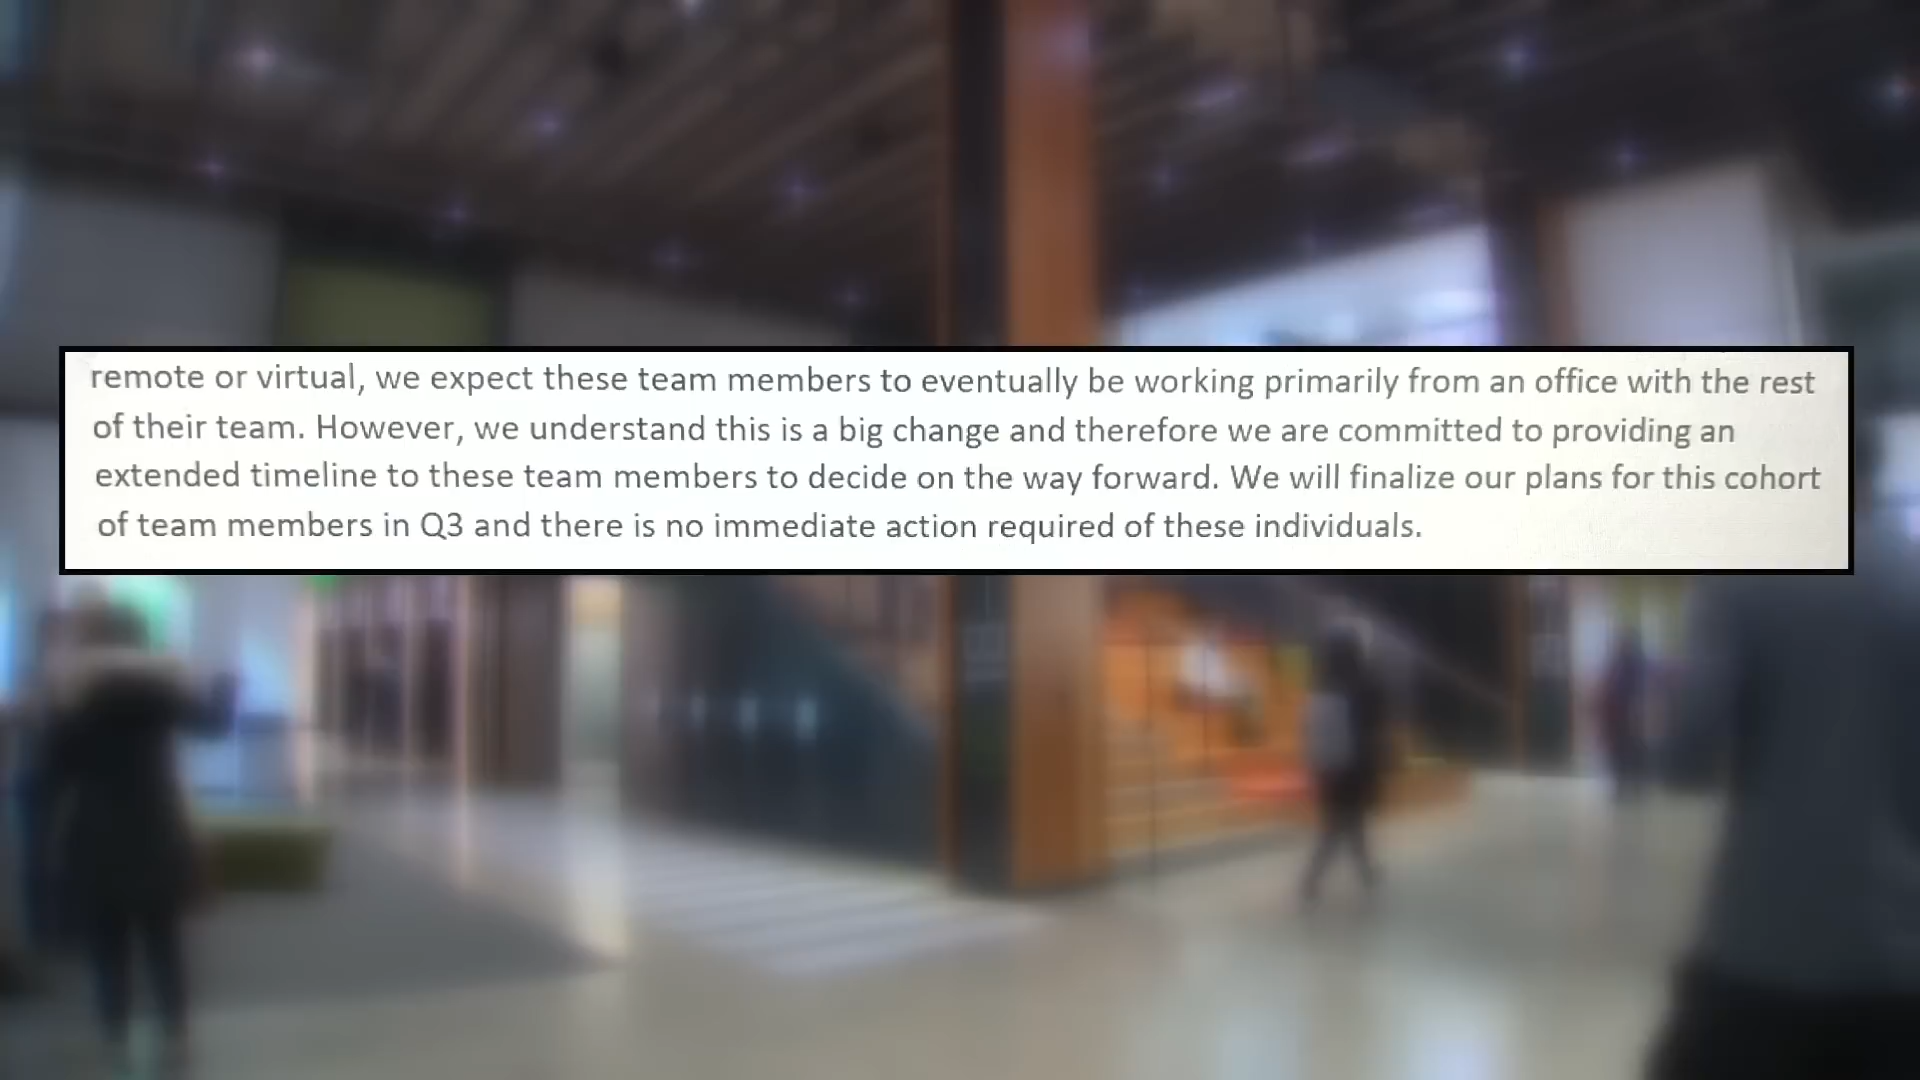 remote or virtual, we expect these team members to eventually be working primarily from an office with the rest
of their team. However, we understand this is a big change and therefore we are committed to providing an
extended timeline to these team members to decide on the way forward. We will finalize our plans for this cohort
of team members in Q3 and there is no immediate action required of these individuals.